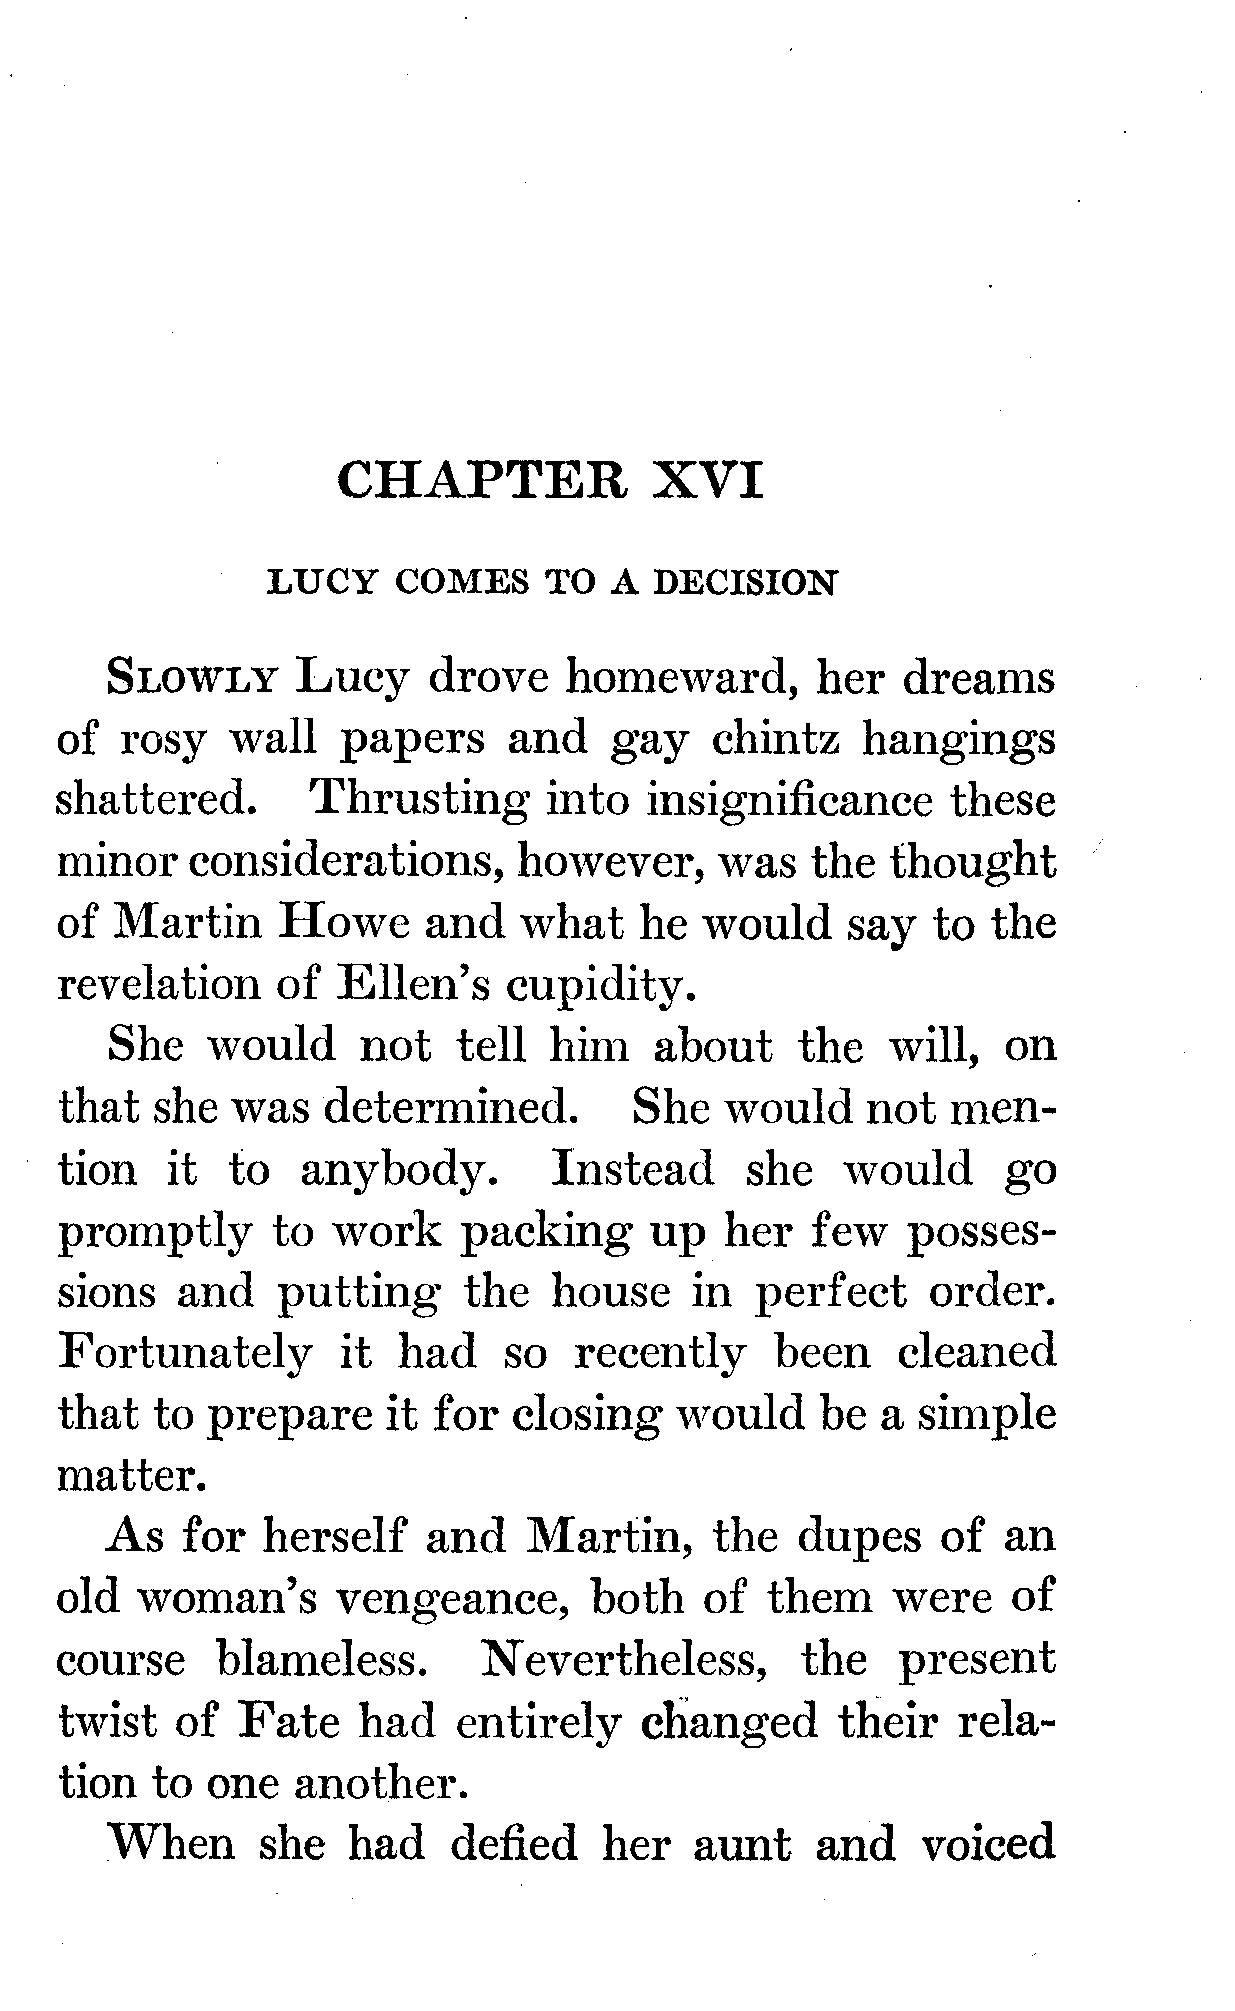 CHAPTER XVI
LUCY COMES TO A DECISION
SLOWLY Lucy drove homeward, her dreams
of rosy wall papers and gay chintz hangings
shattered. Thrusting into insignificance these
minor considerations, however, was the thought
of Martin Howe and what he would say to the
revelation of Ellen's cupidity.
She would not tell him about the will, on
that she was determined. She would not men-
tion it to anybody. Instead she would go
promptly to work packing up her few posses-
sions and putting the house in perfect order.
Fortunately it had so recently been cleaned
that to prepare it for closing would be a simple
matter.
As for herself and Martin, the dupes of an
old woman's vengeance, both of them were of
course blameless. Nevertheless, the present
twist of Fate had entirely changed their rela-
tion to one another.
When she had defied her aunt and voiced